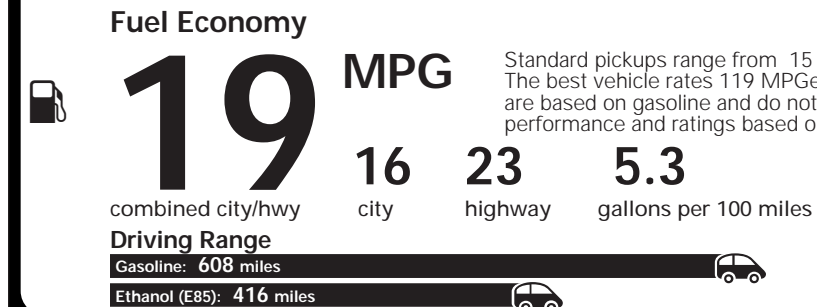 Fuel Economy
19 MPG
Standard pickups range from 15
The best vehicle rates 119 MPGe
are based on gasoline and do not
performance and ratings based o
16 23 5.3
combined city/hwy city highway gallons per 100 miles
Driving Range
Gasoline: 608 miles
Ethanol (E85): 416 miles